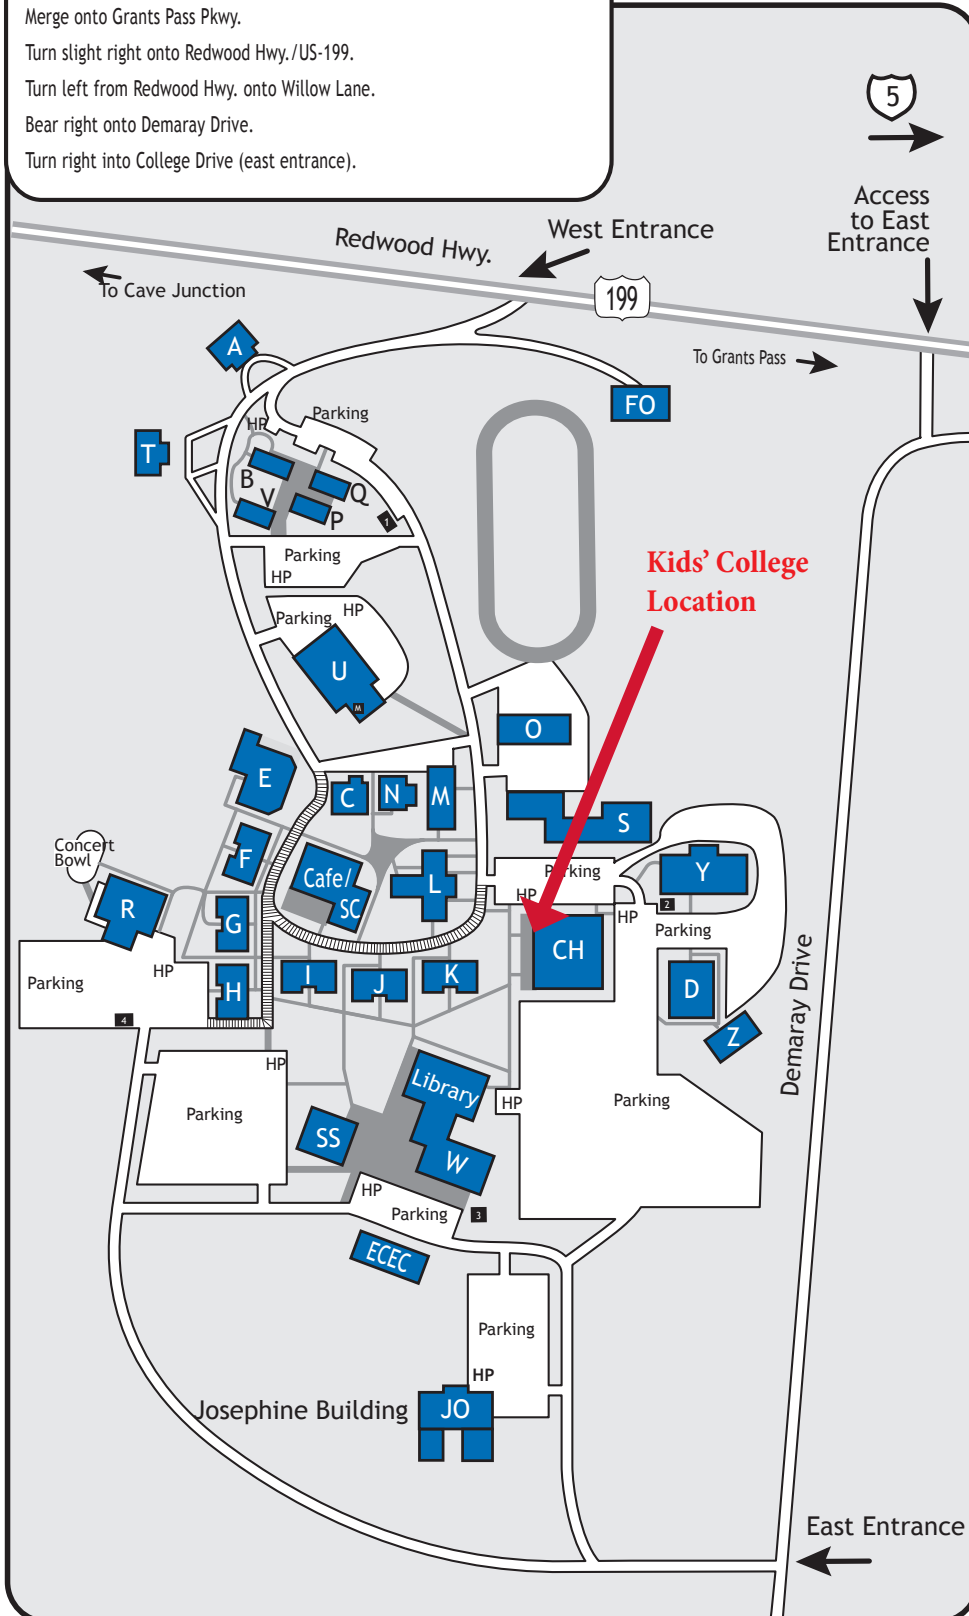 Merge onto Grants Pass Pkwy.
Turn slight right onto Redwood Hwy./US-199.
Turn left from Redwood Hwy. onto Willow Lane.
Bear right onto Demaray Drive.
Turn right into College Drive (east entrance).
5
Access
to East
Entrance
West Entrance
Redwood Hwy.
199
To Cave Junction
To Grants Pass
A
FO
Parking
HP
T
B
Q
V
P
1
Parking
HP
Kids' College
Location
Parking
HP
U
M
O
E
C
N
M
S
Concert
Bowl
F
Cafe/
SC
L
Parking
HP
Y
2
HP
Parking
R
G
CH
HP
Parking
H
I
J
K
D
4
Z
Demaray Drive
HP
Library
HP
Parking
Parking
SS
W
HP
Parking
3
ECEC
Parking
HP
Josephine Building
JO
East Entrance